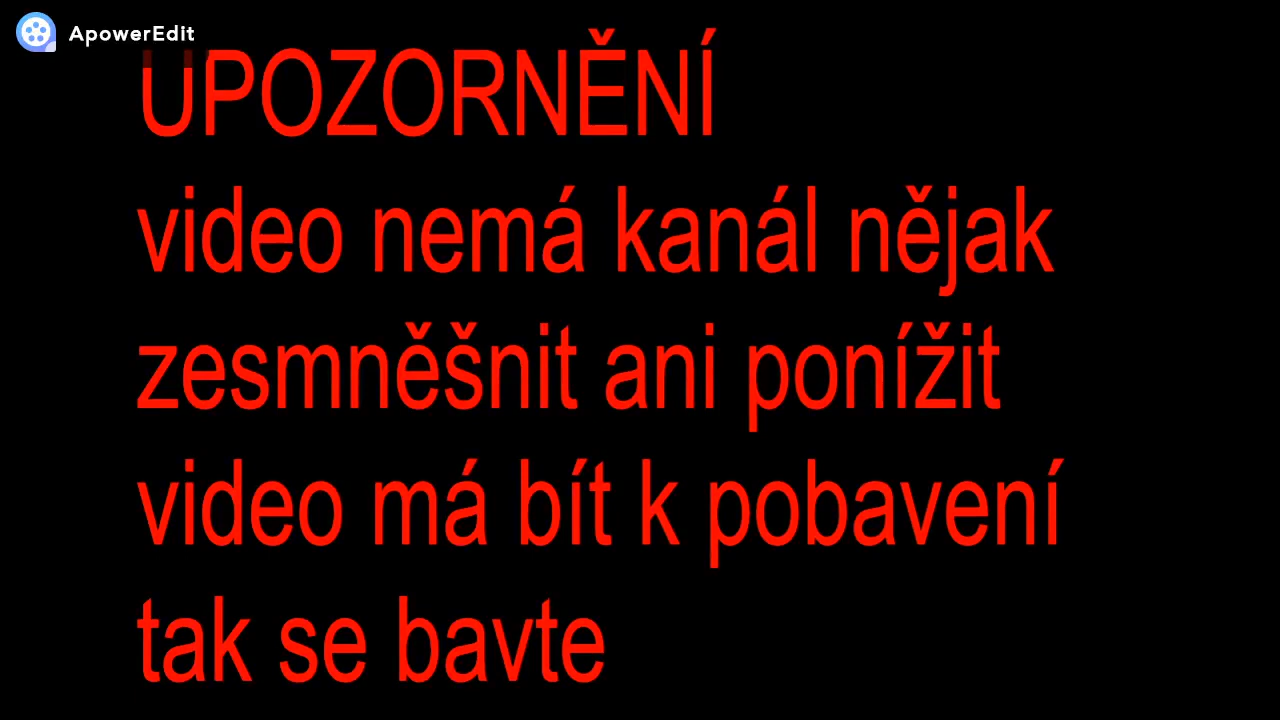 ApowerEdit
UPOZORNĚNÍ
video nemá kanál nějak
zesmněšnit ani ponížit
video má bít k pobavení
tak se bavte